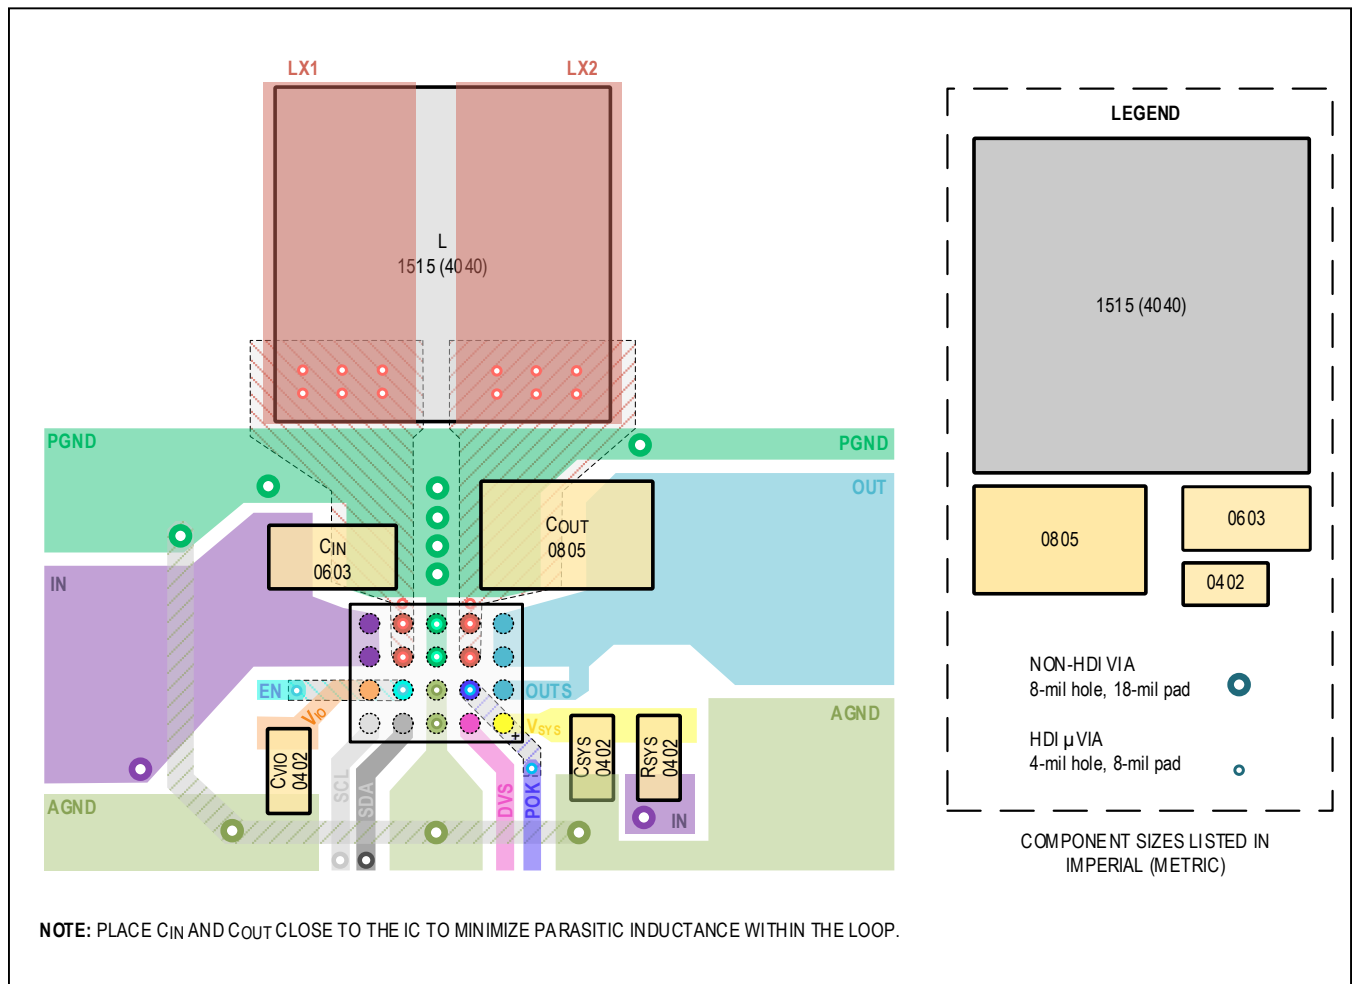 LX1
LX2
L
1515 (4040)
PGND
PGND
OUT
CIN
0603
COUT
0805
IN
EN
VIO
OUTS
VSYS
+
AGND
CVIO
0402
CSYS
0402
RSYS
0402
SCL
SDA
DVS
POK
IN
AGND
LEGEND
1515 (4040)
0805
0603
0402
NON-HDI VIA
8-mil hole, 18-mil pad
HDI µVIA
4-mil hole, 8-mil pad
COMPONENT SIZES LISTED IN
IMPERIAL (METRIC)
NOTE: PLACE CIN AND COUT CLOSE TO THE IC TO MINIMIZE PARASITIC INDUCTANCE WITHIN THE LOOP.